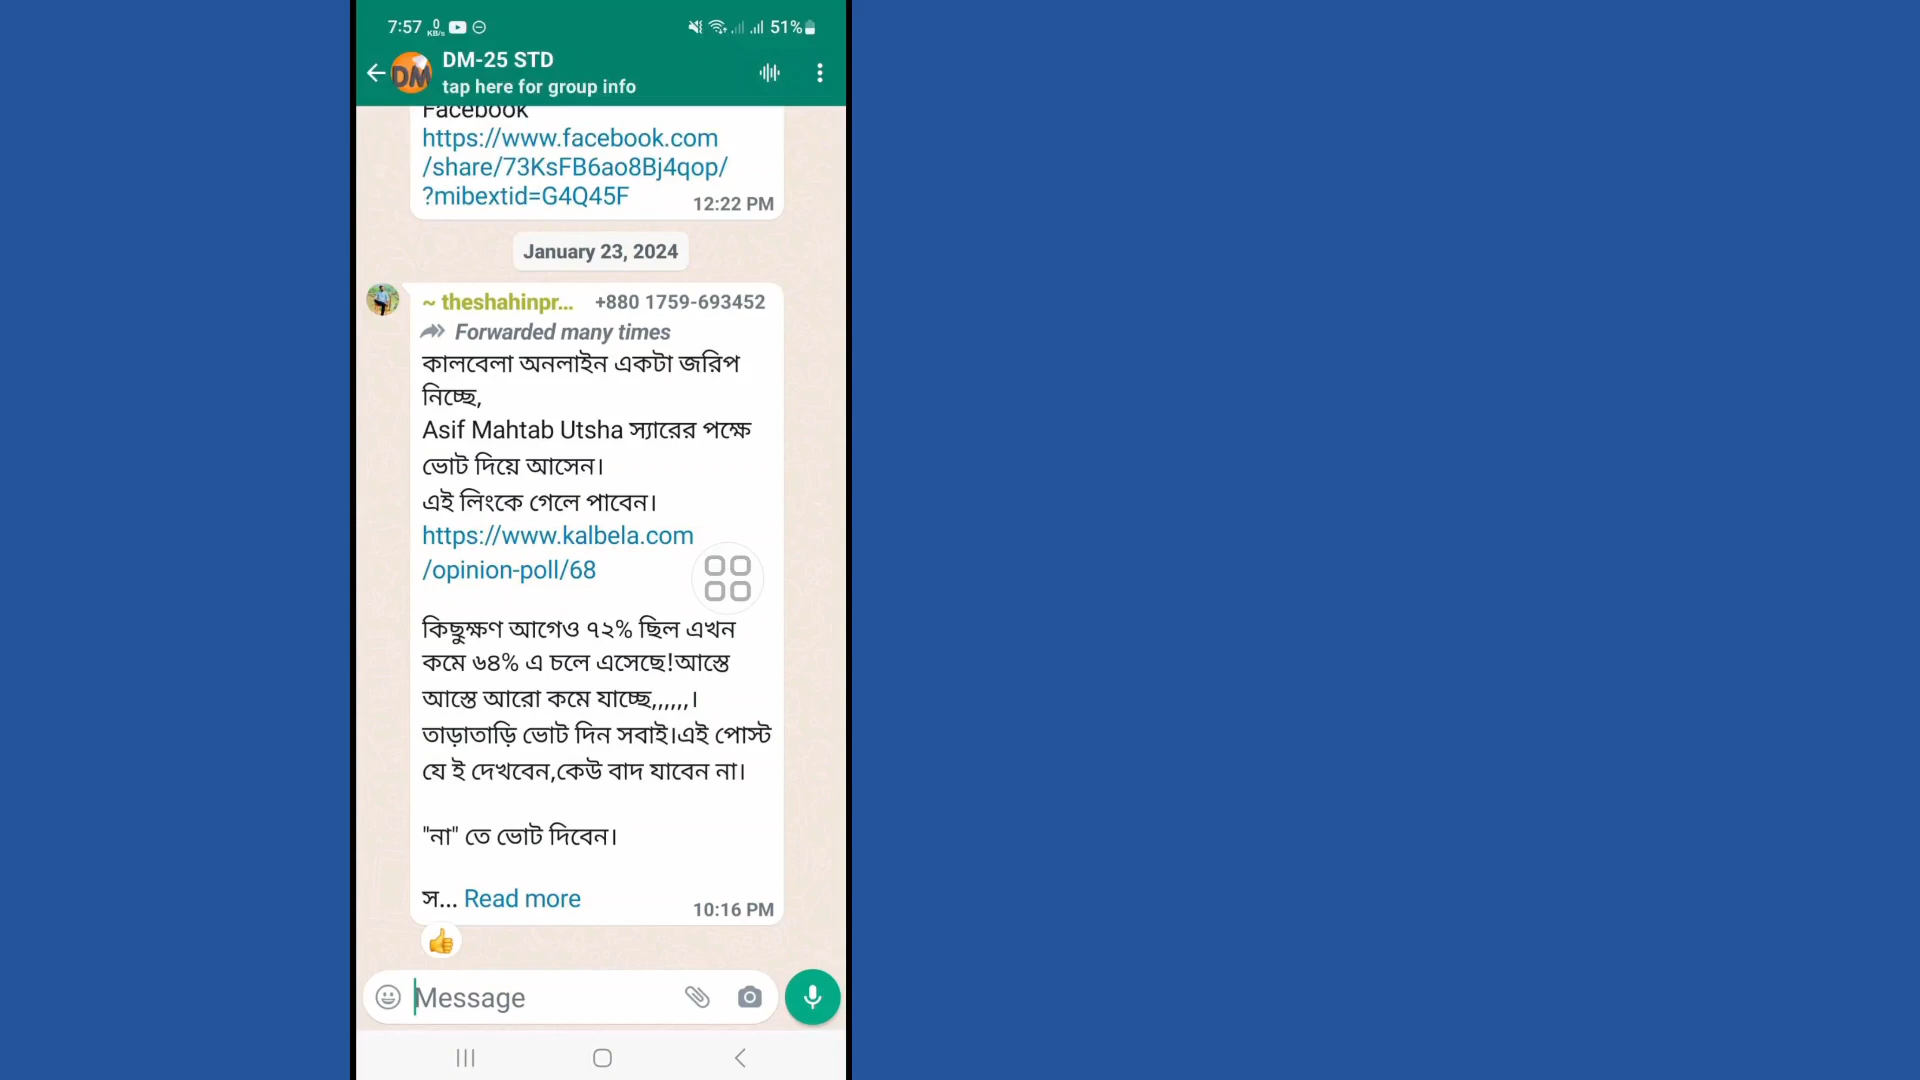 7:57 0 KB/s 51%
DM-25 STD
tap here for group info
Facebook
https://www.facebook.com
/share/73KsFB6ao8Bj4qop/
?mibextid=G4Q45F
12:22 PM
January 23, 2024
~ theshahinpr... +880 1759-693452
Forwarded many times
কালবেলা অনলাইন একটা জরিপ
নিচ্ছে,
Asif Mahtab Utsha স্যারের পক্ষে
ভোট দিয়ে আসেন।
এই লিংকে গেলে পাবেন।
https://www.kalbela.com
/opinion-poll/68
কিছুক্ষণ আগেও ৭২% ছিল এখন
কমে ৬৪% এ চলে এসেছে!আস্তে
আস্তে আরো কমে যাচ্ছে,,,,,,।
তাড়াতাড়ি ভোট দিন সবাই।এই পোস্ট
যে ই দেখবেন,কেউ বাদ যাবেন না।
"না" তে ভোট দিবেন।
স... Read more
10:16 PM
Message